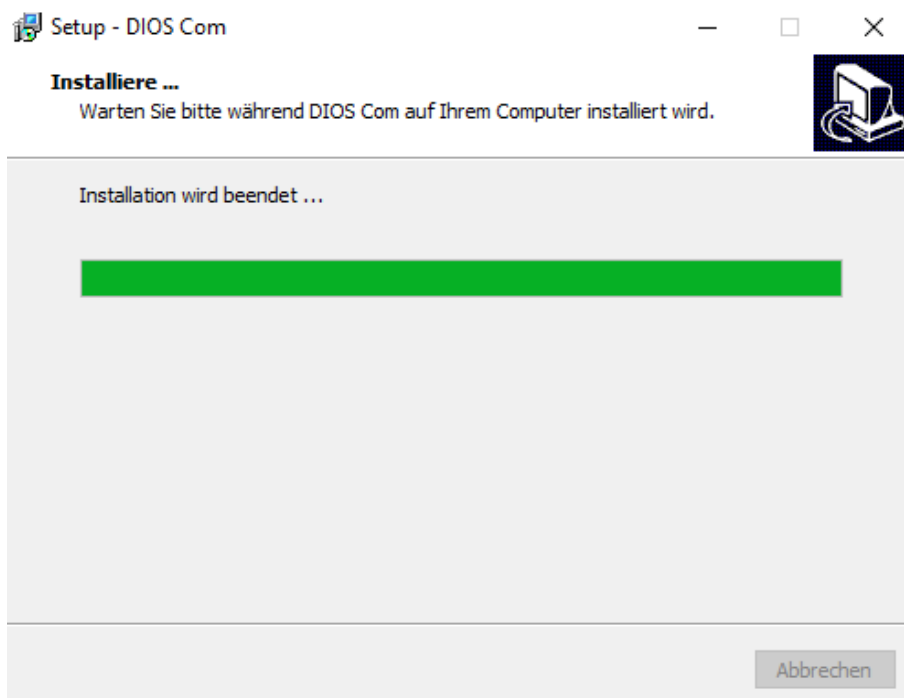 Setup - DIOS Com
Installiere ...
Warten Sie bitte während DIOS Com auf Ihrem Computer installiert wird.
Installation wird beendet ...
Abbrechen